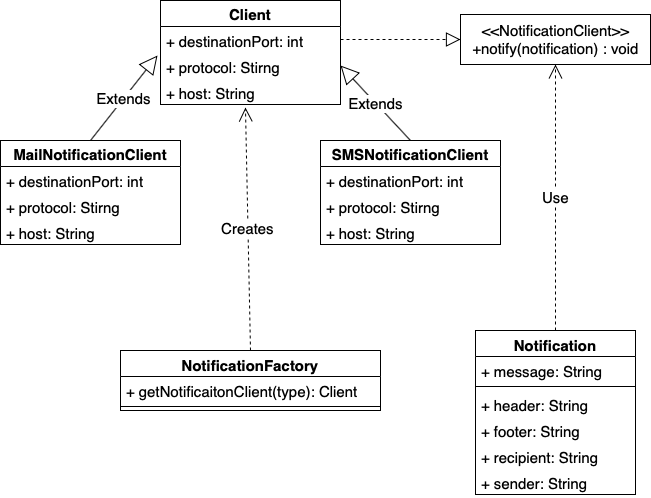 Client
+ destinationPort: int
+ protocol: Stirng
+ host: String
<<NotificationClient>>
+notify(notification) : void
Extends
Extends
MailNotificationClient
+ destinationPort: int
+ protocol: Stirng
+ host: String
SMSNotificationClient
+ destinationPort: int
+ protocol: Stirng
+ host: String
Creates
Use
NotificationFactory
+ getNotificaitonClient(type): Client
Notification
+ message: String
+ header: String
+ footer: String
+ recipient: String
+ sender: String